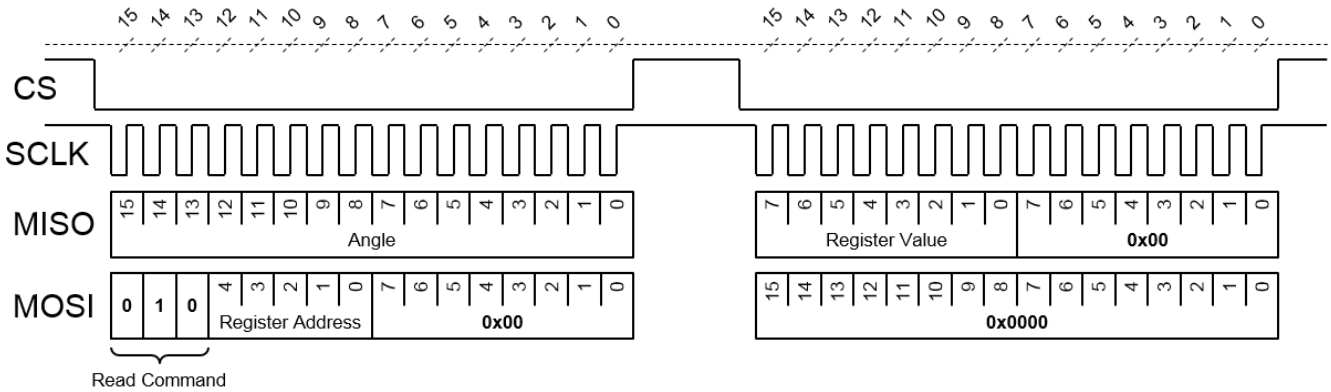 15 14 13 12 11 10 9 8 7 6 5 4 3 2 1 0 15 14 13 12 11 10 9 8 7 6 5 4 3 2 1 0
CS
SCLK
MISO
15 14 13 12 11 10 9 8 7 6 5 4 3 2 1 0 7 6 5 4 3 2 1 0 7 6 5 4 3 2 1 0
Angle Register Value 0x00
MOSI
0 1 0 4 3 2 1 0 7 6 5 4 3 2 1 0 15 14 13 12 11 10 9 8 7 6 5 4 3 2 1 0
Register Address 0x00 0x0000
Read Command